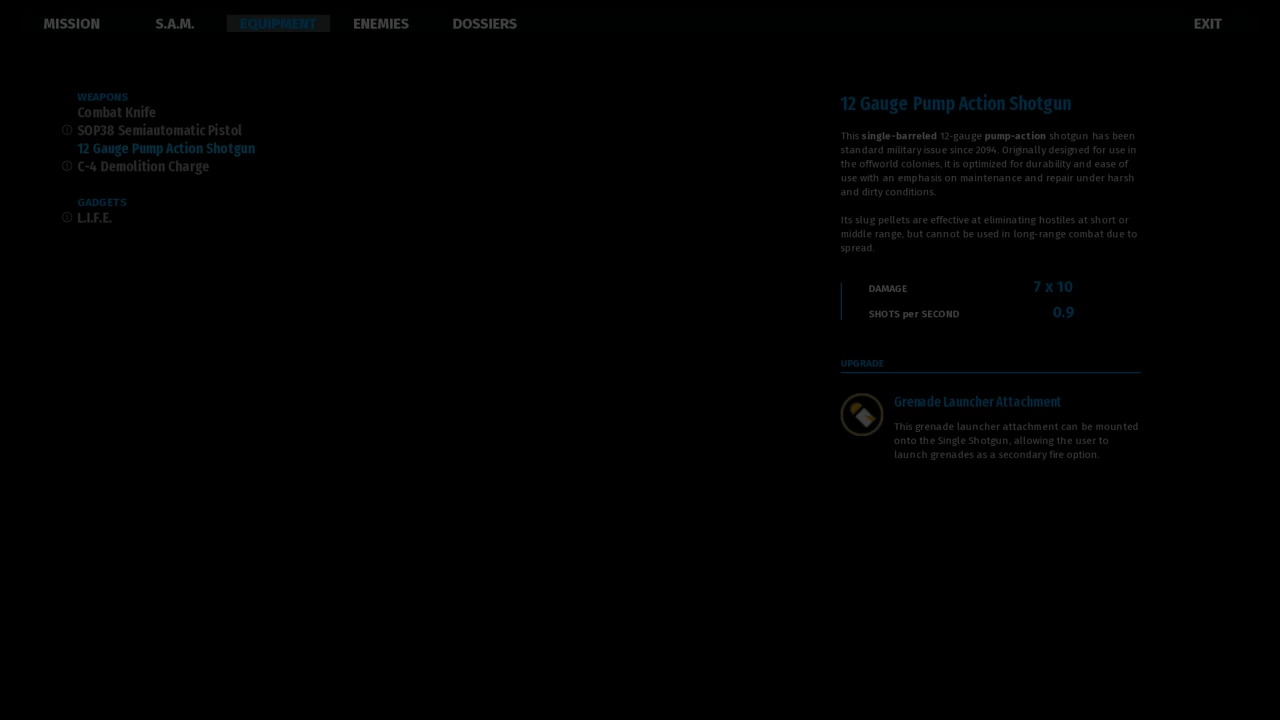 MISSION S.A.M. EQUIPMENT ENEMIES DOSSIERS EXIT
WEAPONS
Combat Knife
SOP38 Semiautomatic Pistol
12 Gauge Pump Action Shotgun
C-4 Demolition Charge
GADGETS
L.I.F.E.
12 Gauge Pump Action Shotgun
This single-barreled 12-gauge pump-action shotgun has been
standard military issue since 2094. Originally designed for use in
the offworld colonies, it is optimized for durability and ease of
use with an emphasis on maintenance and repair under harsh
and dirty conditions.
Its slug pellets are effective at eliminating hostiles at short or
middle range, but cannot be used in long-range combat due to
spread.
DAMAGE 7 x 10
SHOTS per SECOND 0.9
UPGRADE
Grenade Launcher Attachment
This grenade launcher attachment can be mounted
onto the Single Shotgun, allowing the user to
launch grenades as a secondary fire option.